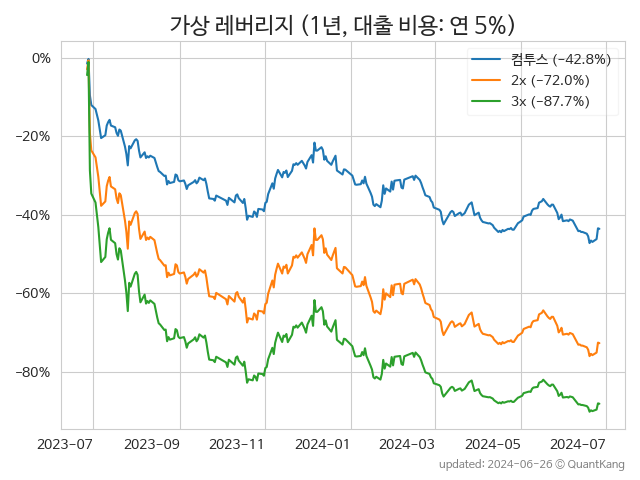 가상 레버리지 (1년, 대출 비용: 연 5%)
컴투스 (−42.8%)
2x (−72.0%)
3x (−87.7%)
0%
−20%
−40%
−60%
−80%
2023-07 2023-09 2023-11 2024-01 2024-03 2024-05 2024-07
updated: 2024-06-26 © QuantKang